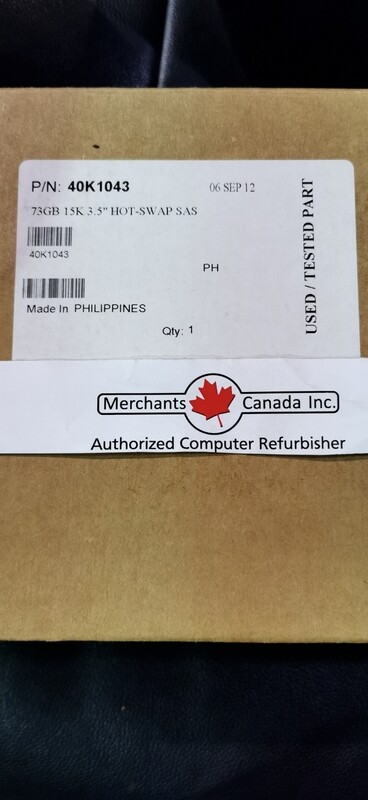 P/N: 40K1043
06 SEP 12
73GB 15K 3.5" HOT-SWAP SAS
40K1043
PH
Made In PHILIPPINES
Qty: 1
USED / TESTED PART
Merchants Canada Inc.
Authorized Computer Refurbisher